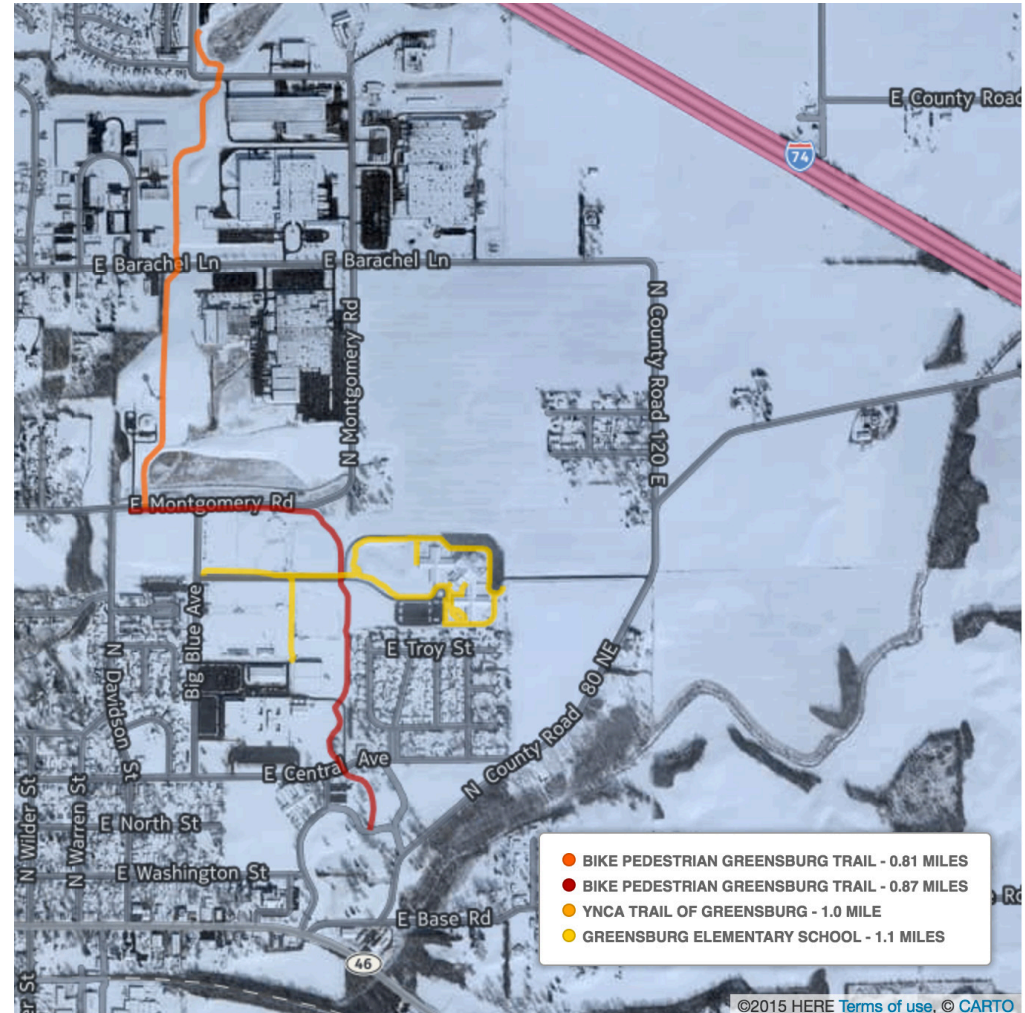 E County Road
74
E Barachel Ln
E Barachel Ln
N Montgomery Rd
N County Road 120 E
E Montgomery Rd
Big Blue Ave
E Troy St
N Davidson St
N County Road 80 NE
E Central Ave
N Wilder St
N Warren St
E North St
E Washington St
E Base Rd
46
er St
e Rd
BIKE PEDESTRIAN GREENSBURG TRAIL - 0.81 MILES
BIKE PEDESTRIAN GREENSBURG TRAIL - 0.87 MILES
YNCA TRAIL OF GREENSBURG - 1.0 MILE
GREENSBURG ELEMENTARY SCHOOL - 1.1 MILES
©2015 HERE Terms of use, © CARTO